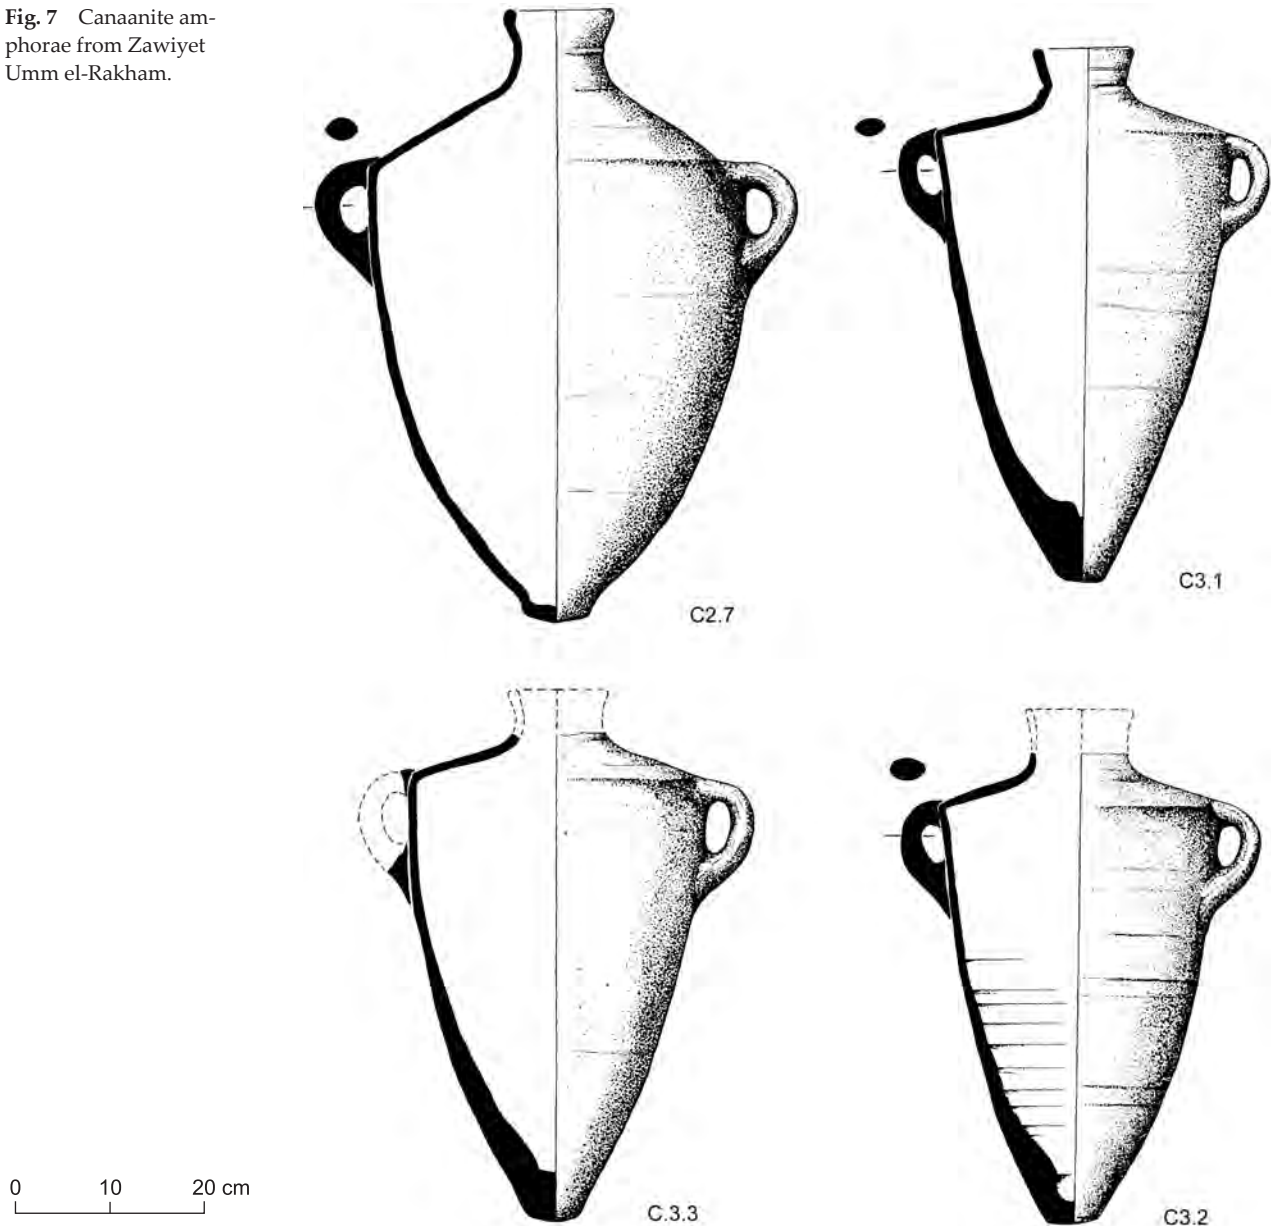 Fig. 7 Canaanite am-
phorae from Zawiyet
Umm el-Rakham.
C2.7
C3.1
C.3.3
C3.2
0 10 20 cm